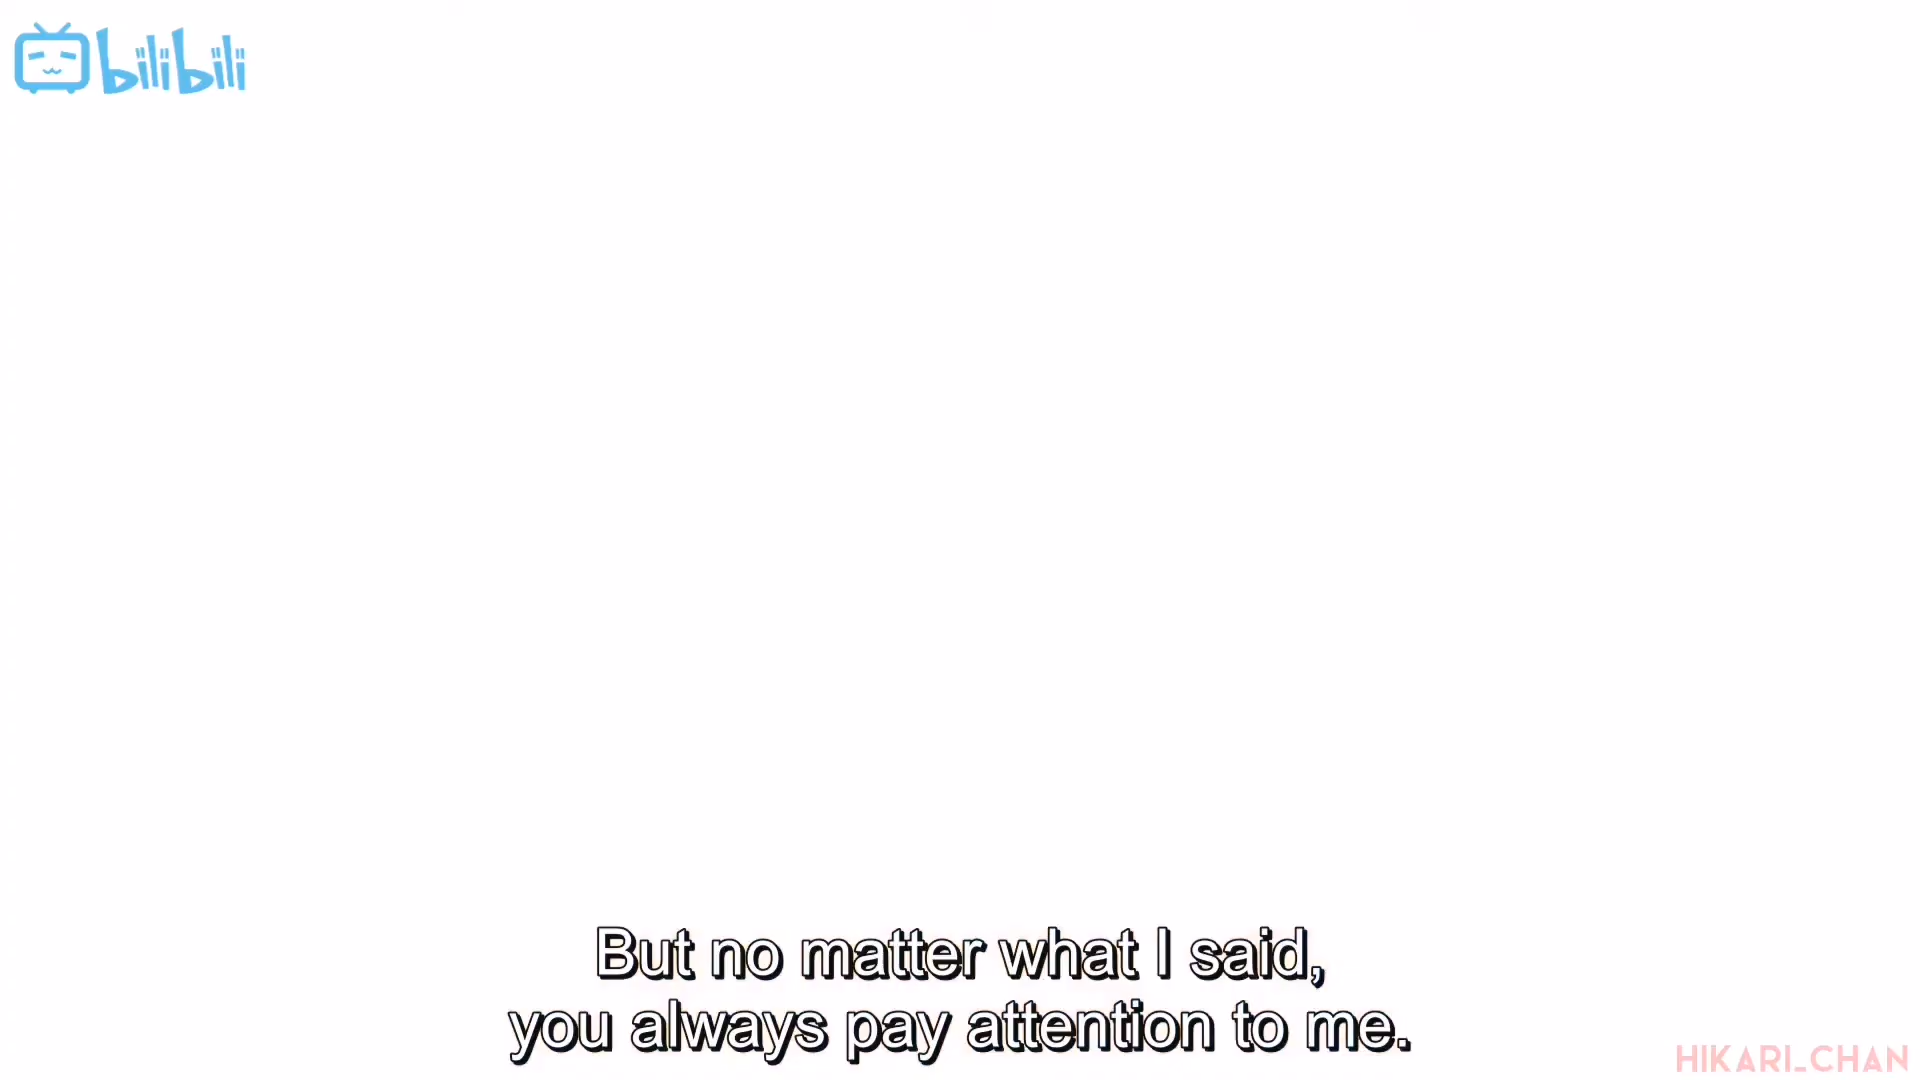 bilibili
But no matter what I said,
you always pay attention to me.
HIKARI_CHAN